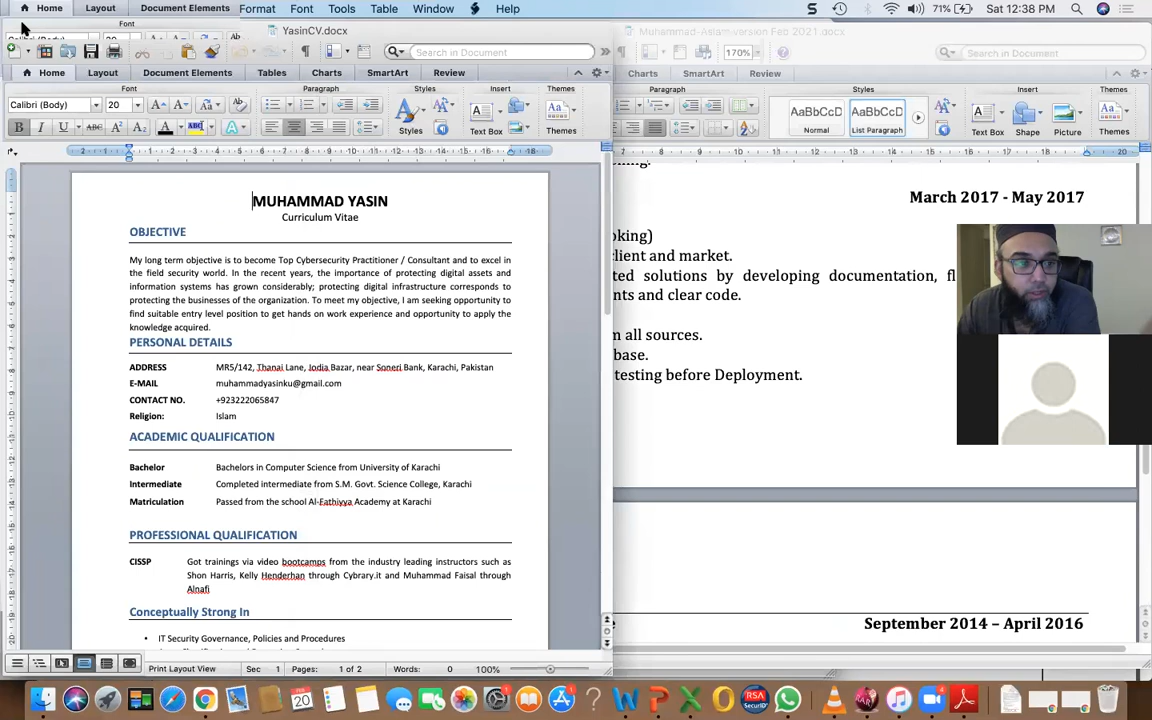 Home Layout Document Elements Format Font Tools Table Window Help 71% Sat 12:38 PM
Font
YasinCV.docx
Muhammad-Aslamversion Feb 2021.docx
170%
Search in Document
Search in Document
Home Layout Document Elements Tables Charts SmartArt Review
Charts SmartArt Review
Font Paragraph Styles Insert Themes
Paragraph Styles Insert Themes
Calibri (Body) 20
Styles Text Box Themes
AaBbCcD AaBbCcD
Normal List Paragraph Text Box Shape Picture Themes
MUHAMMAD YASIN
Curriculum Vitae
OBJECTIVE
My long term objective is to become Top Cybersecurity Practitioner / Consultant and to excel in
the field security world. In the recent years, the importance of protecting digital assets and
information systems has grown considerably; protecting digital infrastructure corresponds to
protecting the businesses of the organization. To meet my objective, I am seeking opportunity to
find suitable entry level position to get hands on work experience and opportunity to apply the
knowledge acquired.
PERSONAL DETAILS
ADDRESS MR5/142, Thanai Lane, Jodia Bazar, near Soneri Bank, Karachi, Pakistan
E-MAIL muhammadyasinku@gmail.com
CONTACT NO. +923222065847
Religion: Islam
ACADEMIC QUALIFICATION
Bachelor Bachelors in Computer Science from University of Karachi
Intermediate Completed intermediate from S.M. Govt. Science College, Karachi
Matriculation Passed from the school Al-Fathiyya Academy at Karachi
PROFESSIONAL QUALIFICATION
CISSP Got trainings via video bootcamps from the industry leading instructors such as
Shon Harris, Kelly Henderhan through Cybrary.it and Muhammad Faisal through
Alnafi
Conceptually Strong In
• IT Security Governance, Policies and Procedures
March 2017 - May 2017
oking)
client and market.
ted solutions by developing documentation, fl
nts and clear code.
m all sources.
base.
testing before Deployment.
September 2014 – April 2016
Print Layout View Sec 1 Pages: 1 of 2 Words: 0 100%